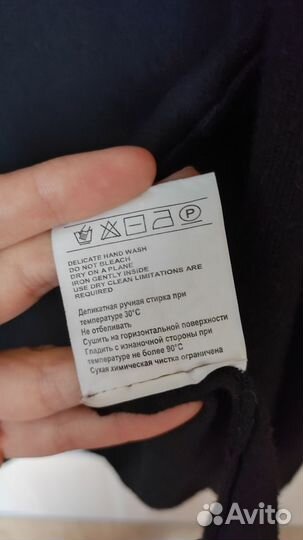 P
DELICATE HAND WASH
DO NOT BLEACH
DRY ON A PLANE
IRON GENTLY INSIDE
USE DRY CLEAN LIMITATIONS ARE
REQUIRED
Деликатная ручная стирка при
температуре 30°С
Не отбеливать
Сушить на горизонтальной поверхности
Гладить с изнаночной стороны при
температуре не более 90°С
Сухая химическая чистка ограничена
Avito